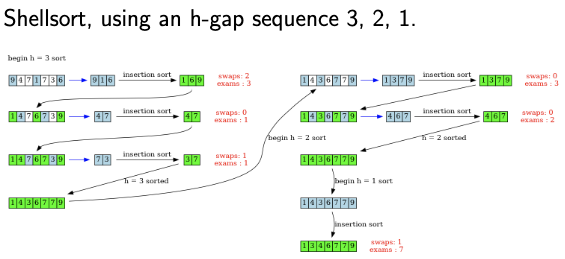 Shellsort, using an h-gap sequence 3, 2, 1.
begin h = 3 sort
9 4 7 1 7 3 6
9 1 6
insertion sort
1 6 9
swaps: 2
exams : 3
1 4 7 6 7 3 9
4 7
insertion sort
4 7
swaps: 0
exams : 1
1 4 7 6 7 3 9
7 3
insertion sort
3 7
swaps: 1
exams : 1
h = 3 sorted
1 4 3 6 7 7 9
begin h = 2 sort
1 4 3 6 7 7 9
1 3 7 9
insertion sort
1 3 7 9
swaps: 0
exams : 3
1 4 3 6 7 7 9
4 6 7
insertion sort
4 6 7
swaps: 0
exams : 2
h = 2 sorted
1 4 3 6 7 7 9
begin h = 1 sort
1 4 3 6 7 7 9
insertion sort
1 3 4 6 7 7 9
swaps: 1
exams : 7